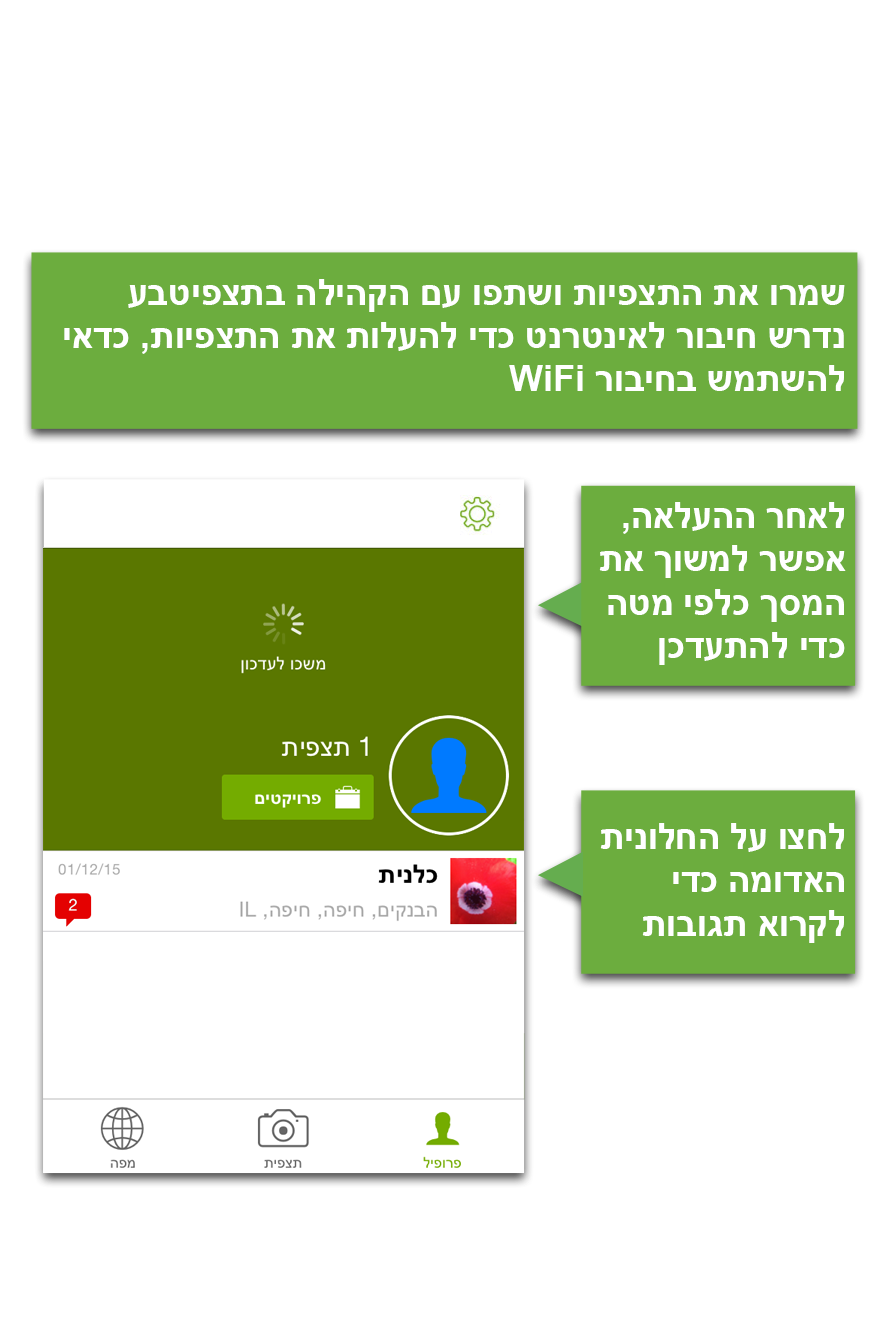 שמרו את התצפיות ושתפו עם הקהילה בתצפיטבע
נדרש חיבור לאינטרנט כדי להעלות את התצפיות, כדאי
להשתמש בחיבור WiFi
לאחר ההעלאה,
אפשר למשוך את
המסך כלפי מטה
כדי להתעדכן
משכו לעדכון
1 תצפית
פרויקטים
כלנית
01/12/15
הבנקים, חיפה, חיפה, IL
2
לחצו על החלונית
האדומה כדי
לקרוא תגובות
פרופיל
תצפית
מפה